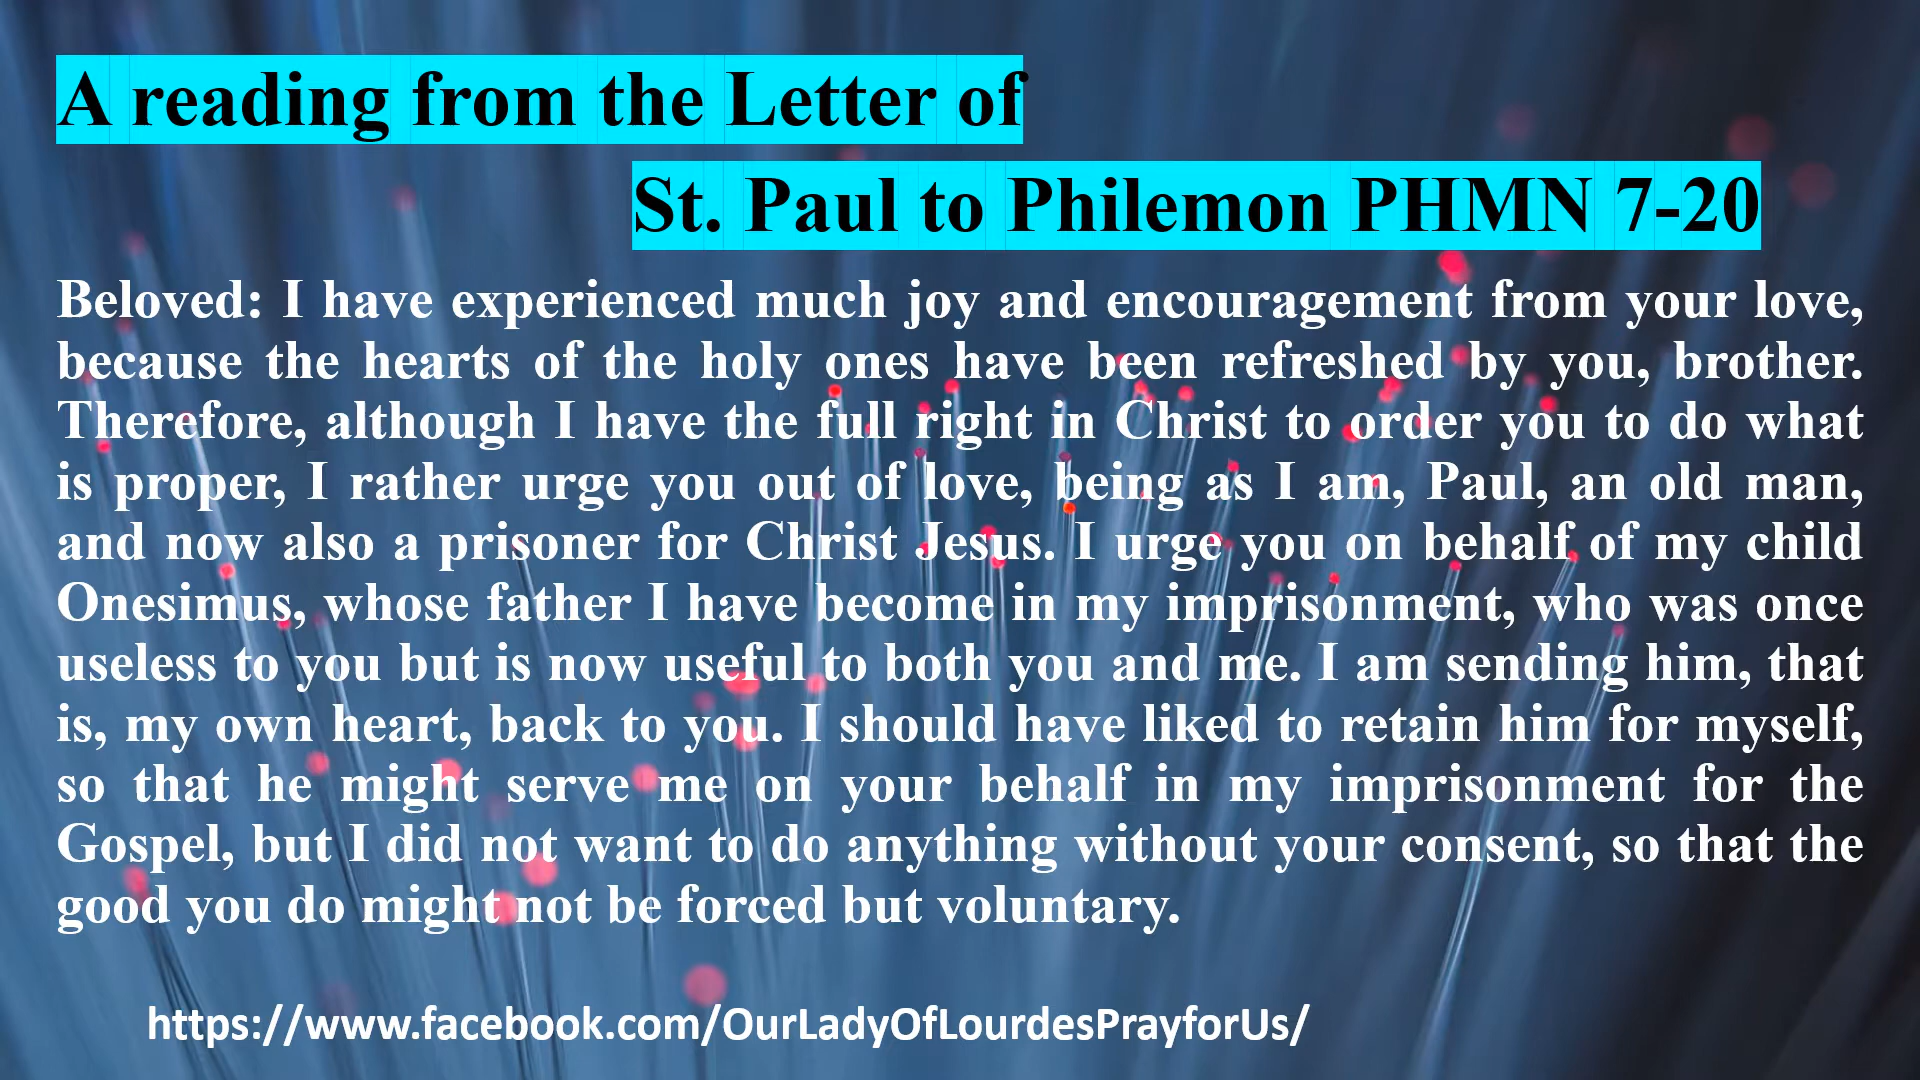 A reading from the Letter of
St. Paul to Philemon PHMN 7-20
Beloved: I have experienced much joy and encouragement from your love,
because the hearts of the holy ones have been refreshed by you, brother.
Therefore, although I have the full right in Christ to order you to do what
is proper, I rather urge you out of love, being as I am, Paul, an old man,
and now also a prisoner for Christ Jesus. I urge you on behalf of my child
Onesimus, whose father I have become in my imprisonment, who was once
useless to you but is now useful to both you and me. I am sending him, that
is, my own heart, back to you. I should have liked to retain him for myself,
so that he might serve me on your behalf in my imprisonment for the
Gospel, but I did not want to do anything without your consent, so that the
good you do might not be forced but voluntary.
https://www.facebook.com/OurLadyOfLourdesPrayforUs/